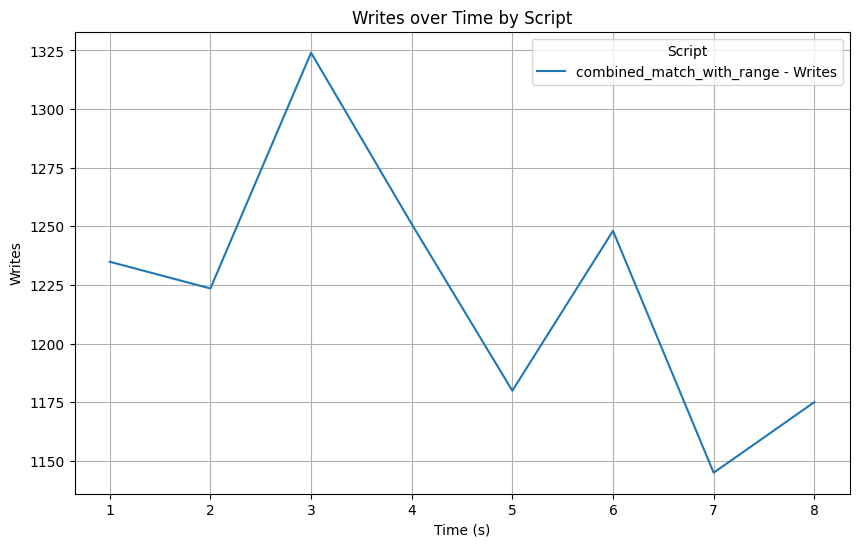 Writes over Time by Script
Script
combined_match_with_range - Writes
Writes
1325
1300
1275
1250
1225
1200
1175
1150
1 2 3 4 5 6 7 8
Time (s)